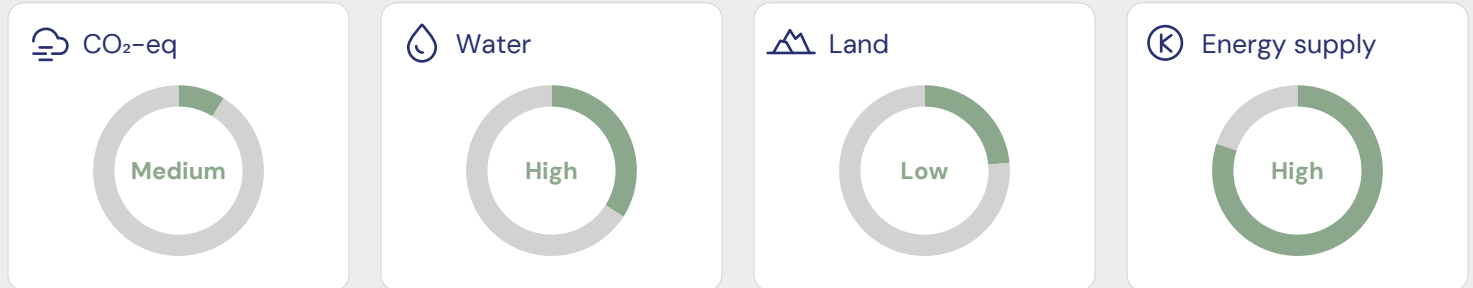 CO₂-eq
Medium
Water
High
Land
Low
Energy supply
High